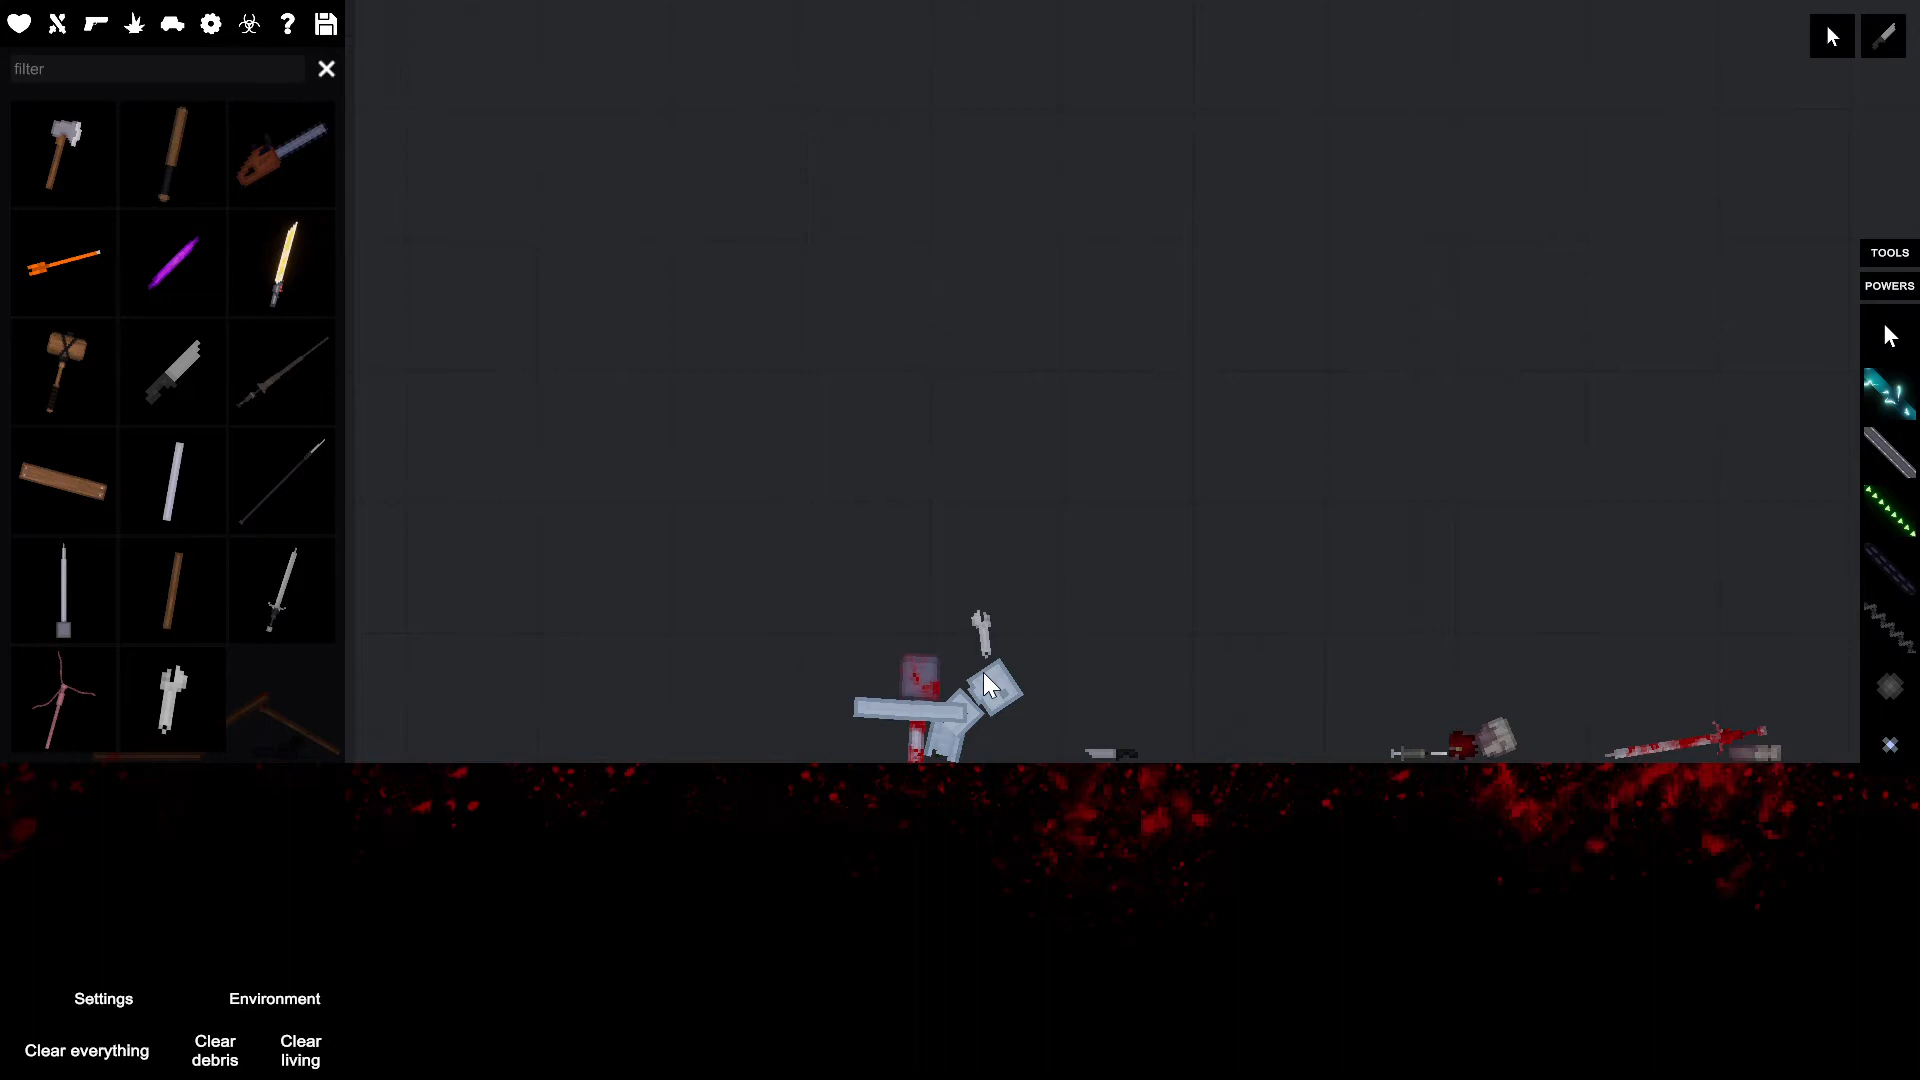 filter
TOOLS
POWERS
Settings
Environment
Clear everything
Clear
debris
Clear
living